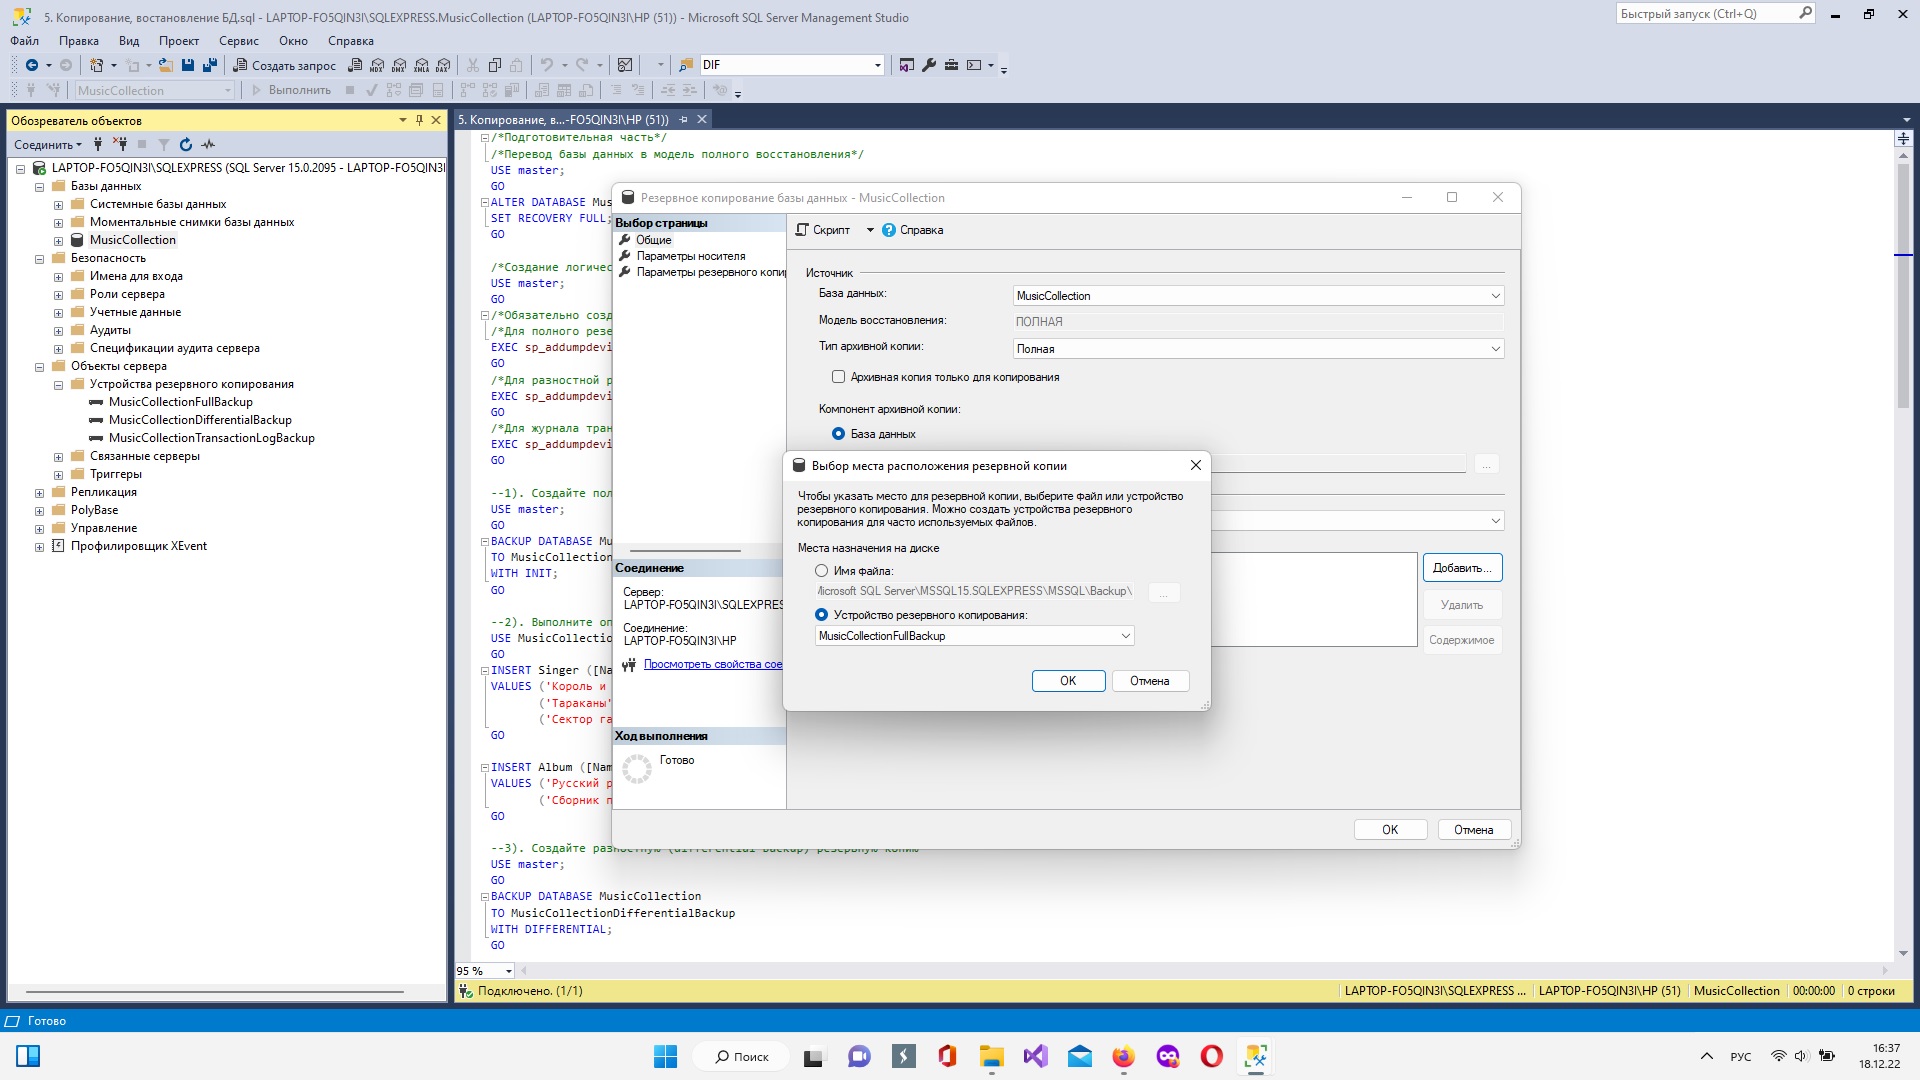 5. Копирование, востановление БД.sql - LAPTOP-FO5QIN3I\SQLEXPRESS.MusicCollection (LAPTOP-FO5QIN3I\HP (51)) - Microsoft SQL Server Management Studio
Быстрый запуск (Ctrl+Q)
Файл Правка Вид Проект Сервис Окно Справка
Создать запрос
MDX DMX XMLA DAX
DIF
MusicCollection
Выполнить
Обозреватель объектов
Соединить
LAPTOP-FO5QIN3I\SQLEXPRESS (SQL Server 15.0.2095 - LAPTOP-FO5QIN3I
Базы данных
Системные базы данных
Моментальные снимки базы данных
MusicCollection
Безопасность
Имена для входа
Роли сервера
Учетные данные
Аудиты
Спецификации аудита сервера
Объекты сервера
Устройства резервного копирования
MusicCollectionFullBackup
MusicCollectionDifferentialBackup
MusicCollectionTransactionLogBackup
Связанные серверы
Триггеры
Репликация
PolyBase
Управление
Профилировщик XEvent
5. Копирование, в...-FO5QIN3I\HP (51))
/*Подготовительная часть*/
/*Перевод базы данных в модель полного восстановления*/
USE master;
GO
ALTER DATABASE Mus
SET RECOVERY FULL;
GO
/*Создание логичес
USE master;
GO
/*Обязательно созд
/*Для полного резе
EXEC sp_addumpdevi
GO
/*Для разностной р
EXEC sp_addumpdevi
GO
/*Для журнала тран
EXEC sp_addumpdevi
GO
--1). Создайте пол
USE master;
GO
BACKUP DATABASE Mu
TO MusicCollection
WITH INIT;
GO
--2). Выполните оп
USE MusicCollectio
GO
INSERT Singer ([Na
VALUES ('Король и
('Тараканы'
('Сектор га
GO
INSERT Album ([Nam
VALUES ('Русский р
('Сборник п
GO
--3). Создайте разностную (differential backup) резервную копию
USE master;
GO
BACKUP DATABASE MusicCollection
TO MusicCollectionDifferentialBackup
WITH DIFFERENTIAL;
GO
95 %
Подключено. (1/1)
LAPTOP-FO5QIN3I\SQLEXPRESS ... LAPTOP-FO5QIN3I\HP (51) MusicCollection 00:00:00 0 строки
Резервное копирование базы данных - MusicCollection
Выбор страницы
Общие
Параметры носителя
Параметры резервного копи
Скрипт
Справка
Источник
База данных:
MusicCollection
Модель восстановления:
ПОЛНАЯ
Тип архивной копии:
Полная
Архивная копия только для копирования
Компонент архивной копии:
База данных
...
Добавить...
Удалить
Содержимое
Соединение
Сервер:
LAPTOP-FO5QIN3I\SQLEXPRES
Соединение:
LAPTOP-FO5QIN3I\HP
Просмотреть свойства сое
Ход выполнения
Готово
OK
Отмена
Выбор места расположения резервной копии
Чтобы указать место для резервной копии, выберите файл или устройство
резервного копирования. Можно создать устройства резервного
копирования для часто используемых файлов.
Места назначения на диске
Имя файла:
Microsoft SQL Server\MSSQL15.SQLEXPRESS\MSSQL\Backup\
...
Устройство резервного копирования:
MusicCollectionFullBackup
OK
Отмена
Готово
Поиск
РУС
16:37
18.12.22